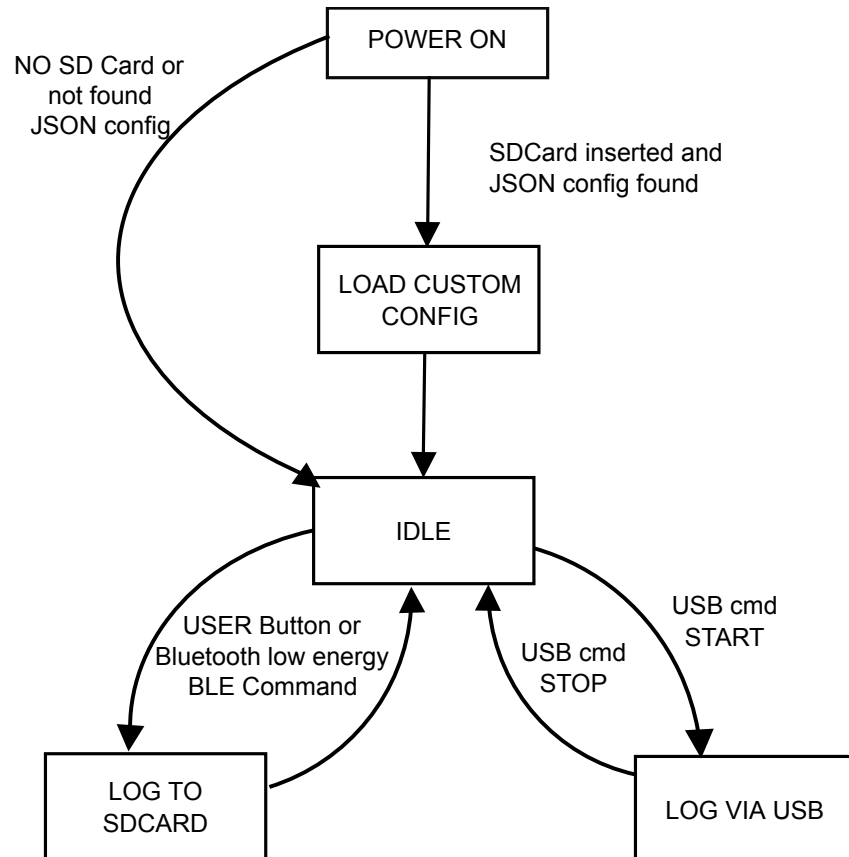 POWER ON
NO SD Card or
not found
JSON config
SDCard inserted and
JSON config found
LOAD CUSTOM
CONFIG
IDLE
USER Button or
Bluetooth low energy
BLE Command
USB cmd
STOP
USB cmd
START
LOG TO
SDCARD
LOG VIA USB